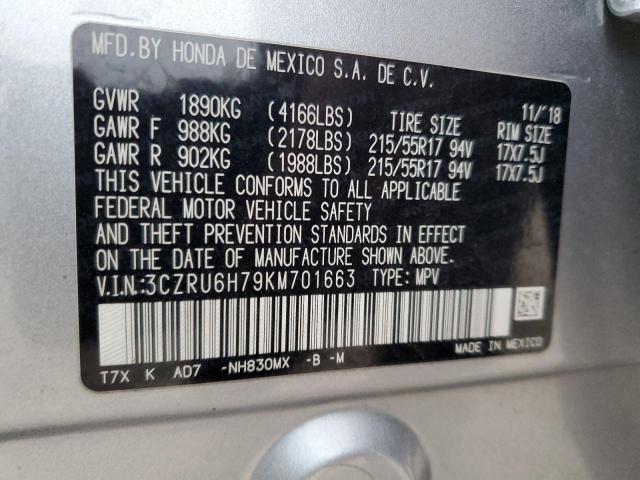 MFD.BY HONDA DE MEXICO S.A. DE C.V.
11/'18
GVWR 1890KG (4166LBS) TIRE SIZE RIM SIZE
GAWR F 988KG (2178LBS) 215/55R17 94V 17X7.5J
GAWR R 902KG (1988LBS) 215/55R17 94V 17X7.5J
THIS VEHICLE CONFORMS TO ALL APPLICABLE
FEDERAL MOTOR VEHICLE SAFETY
AND THEFT PREVENTION STANDARDS IN EFFECT
ON THE DATE OF MANUFACTURE SHOWN ABOVE.
V.I.N.:3CZRU6H79KM701663 TYPE: MPV
MADE IN MEXICO
T7X K AD7 -NH830MX -B -M